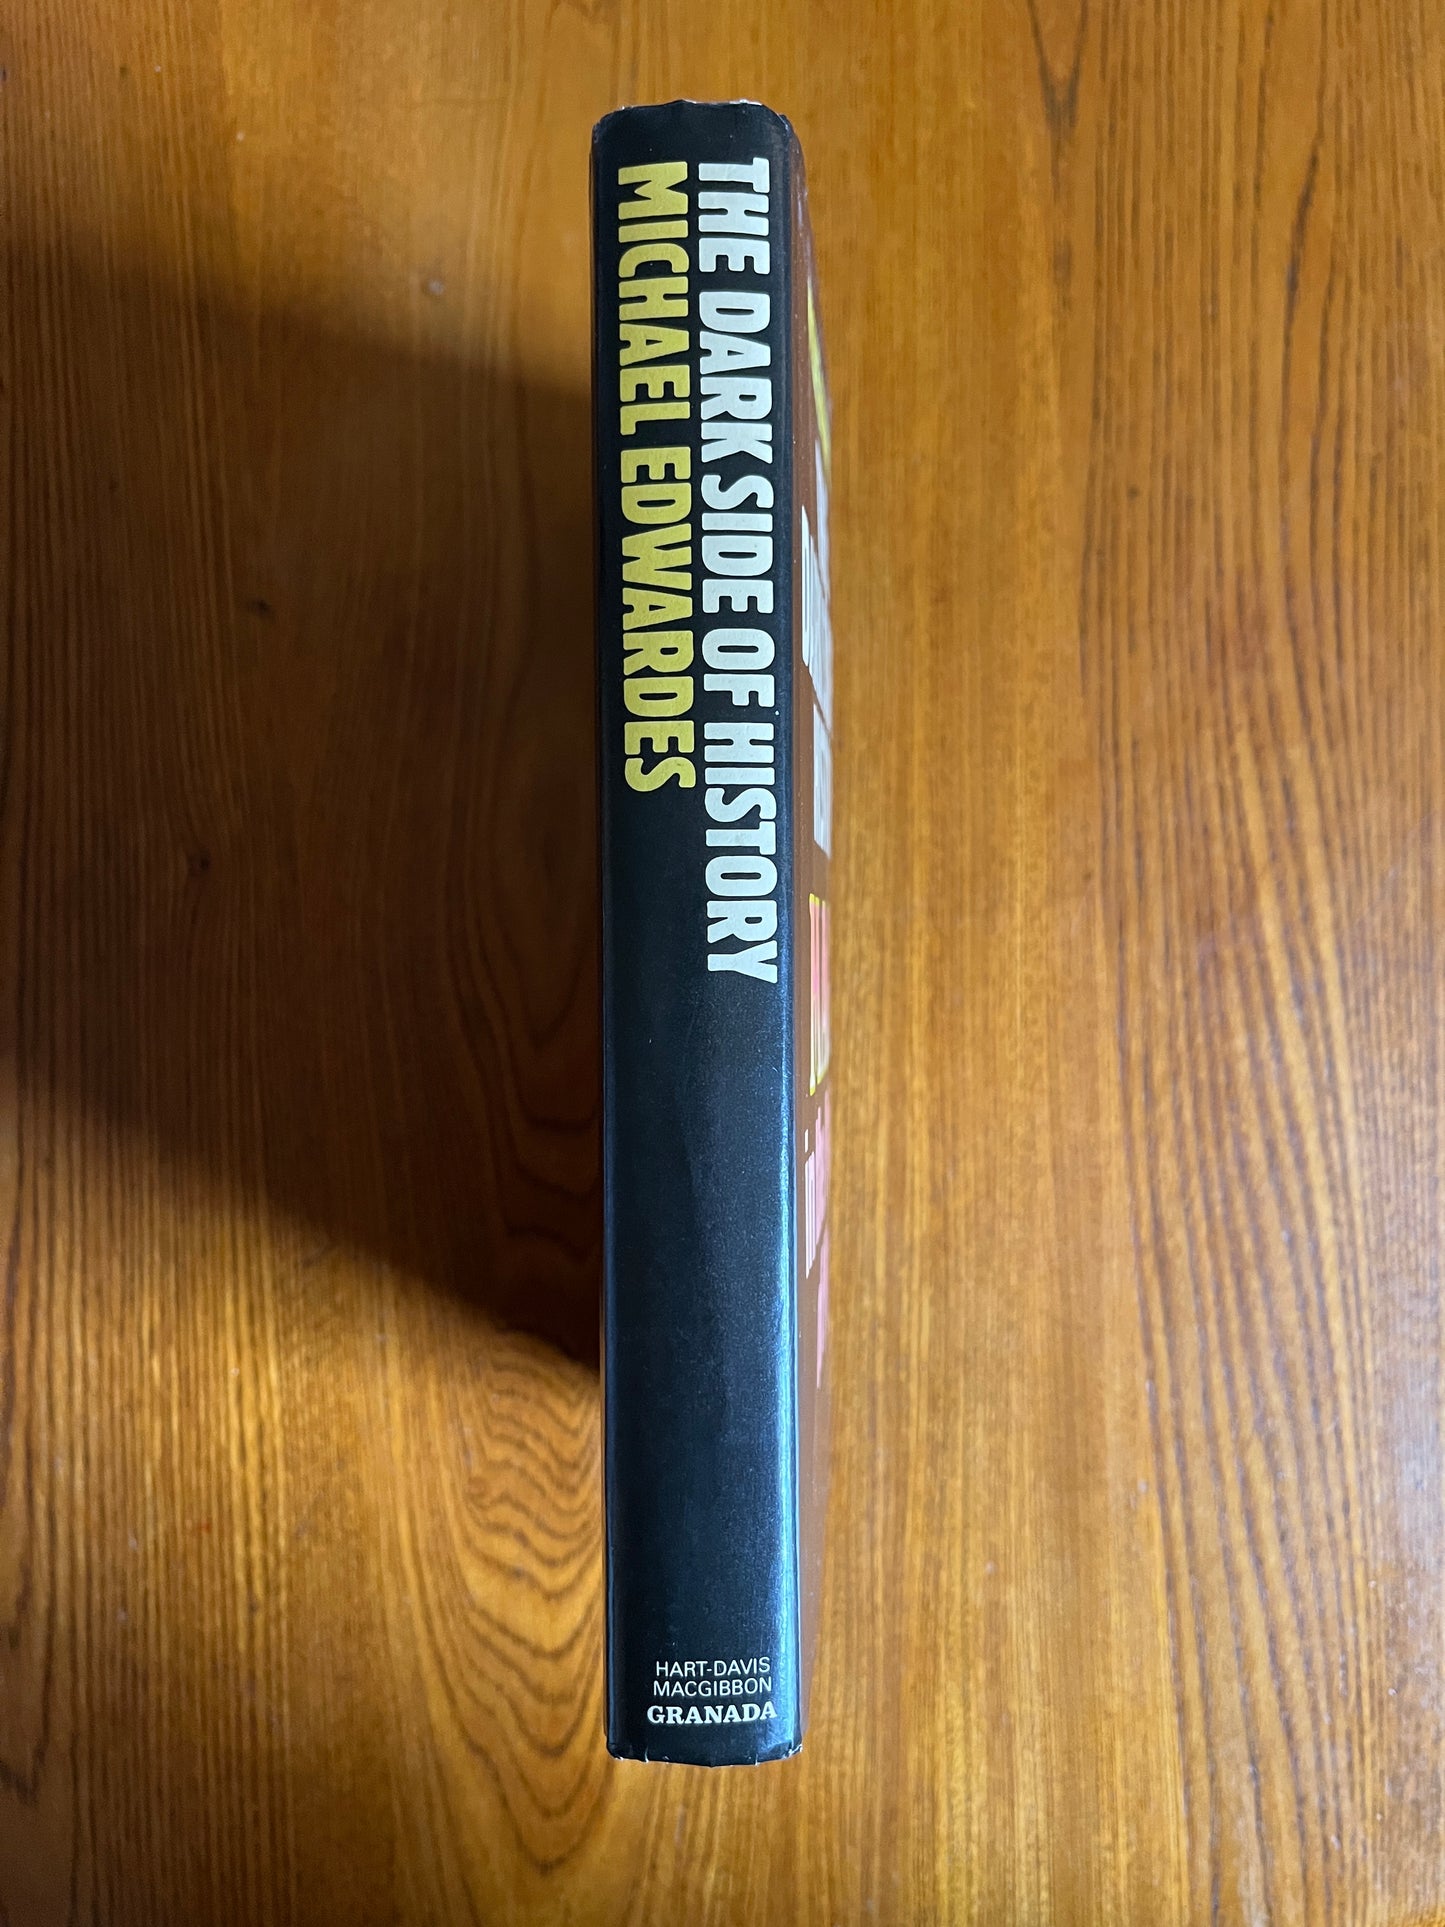 THE DARK SIDE OF HISTORY
MICHAEL EDWARDES
HART-DAVIS
MACGIBBON
GRANADA